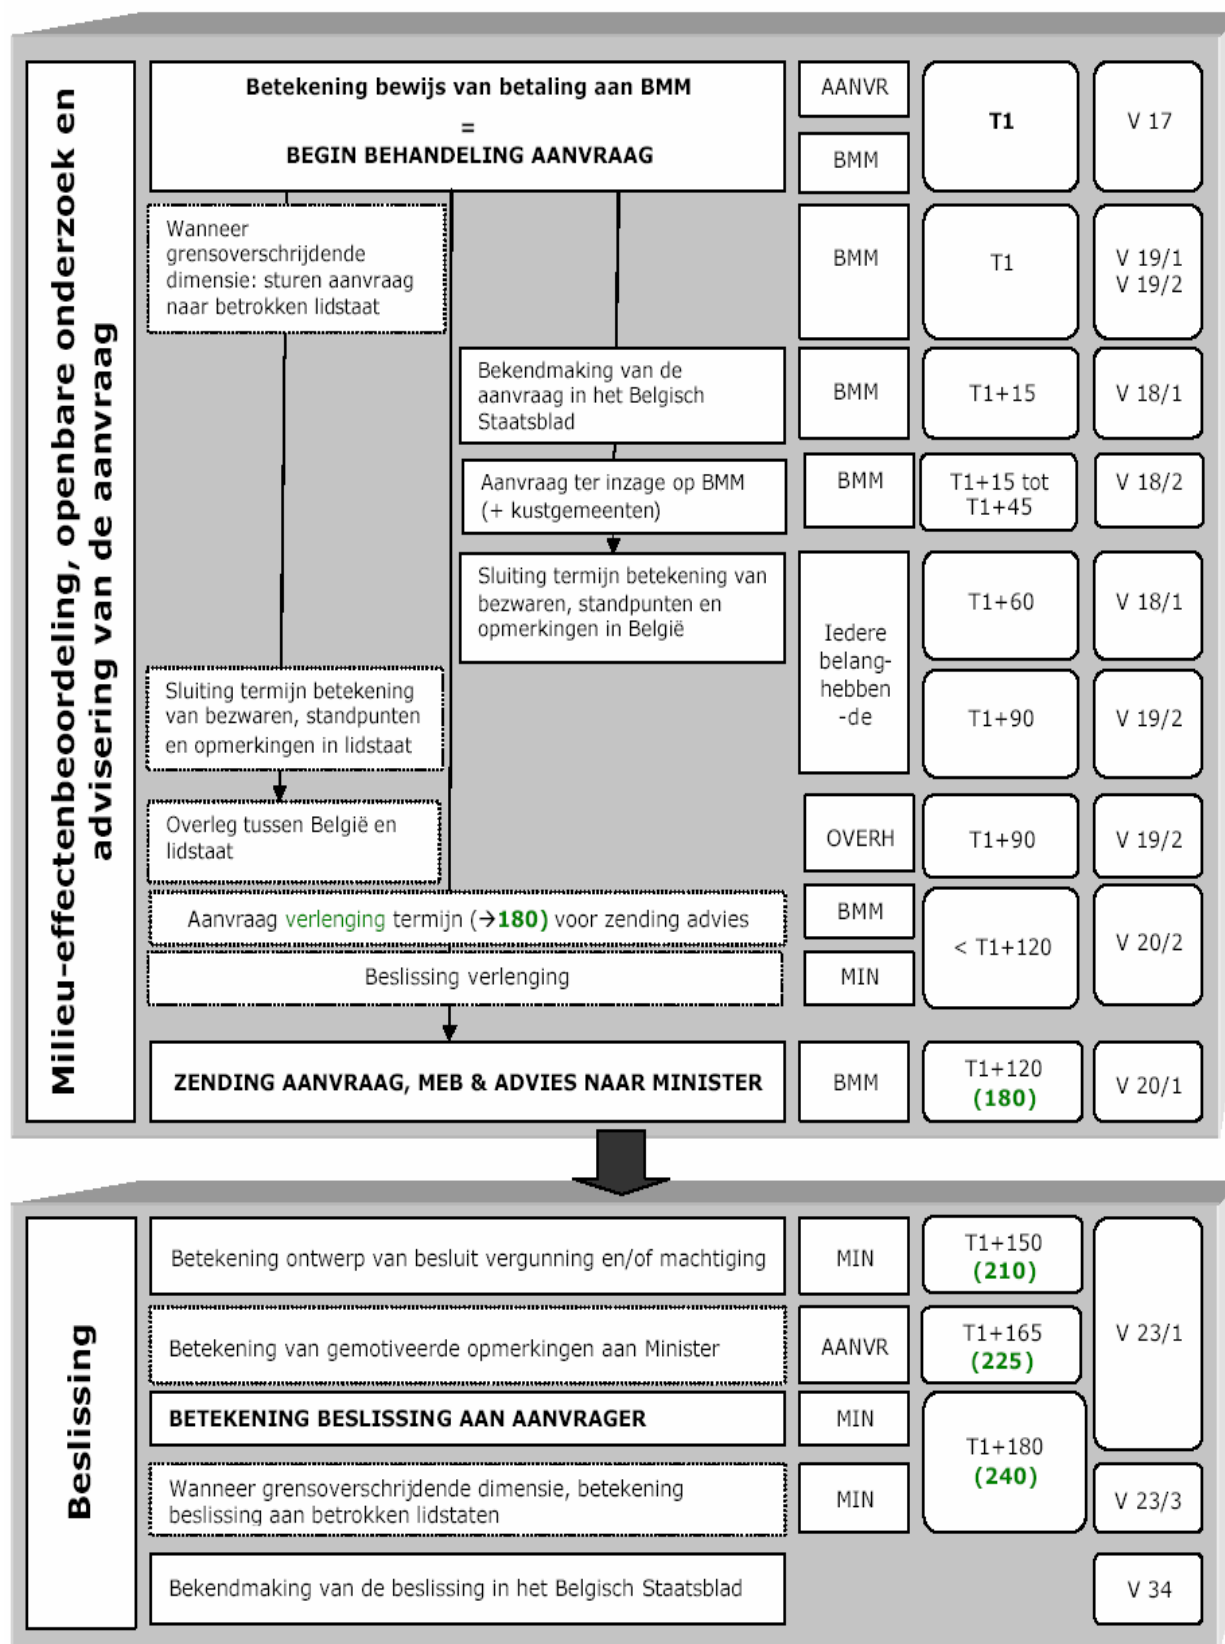 Milieu-effectenbeoordeling, openbare onderzoek en
advisering van de aanvraag
Betekening bewijs van betaling aan BMM
=
BEGIN BEHANDELING AANVRAAG
AANVR
BMM
T1
V 17
Wanneer
grensoverschrijdende
dimensie: sturen aanvraag
naar betrokken lidstaat
BMM
T1
V 19/1
V 19/2
Bekendmaking van de
aanvraag in het Belgisch
Staatsblad
BMM
T1+15
V 18/1
Aanvraag ter inzage op BMM
(+ kustgemeenten)
BMM
T1+15 tot
T1+45
V 18/2
Sluiting termijn betekening van
bezwaren, standpunten en
opmerkingen in België
Iedere
belang-
hebben
-de
T1+60
V 18/1
Sluiting termijn betekening
van bezwaren, standpunten
en opmerkingen in lidstaat
T1+90
V 19/2
Overleg tussen België en
lidstaat
OVERH
T1+90
V 19/2
Aanvraag verlenging termijn (→180) voor zending advies
BMM
< T1+120
V 20/2
Beslissing verlenging
MIN
ZENDING AANVRAAG, MEB & ADVIES NAAR MINISTER
BMM
T1+120
(180)
V 20/1
Beslissing
Betekening ontwerp van besluit vergunning en/of machtiging
MIN
T1+150
(210)
V 23/1
Betekening van gemotiveerde opmerkingen aan Minister
AANVR
T1+165
(225)
BETEKENING BESLISSING AAN AANVRAGER
MIN
T1+180
(240)
Wanneer grensoverschrijdende dimensie, betekening
beslissing aan betrokken lidstaten
MIN
V 23/3
Bekendmaking van de beslissing in het Belgisch Staatsblad
V 34